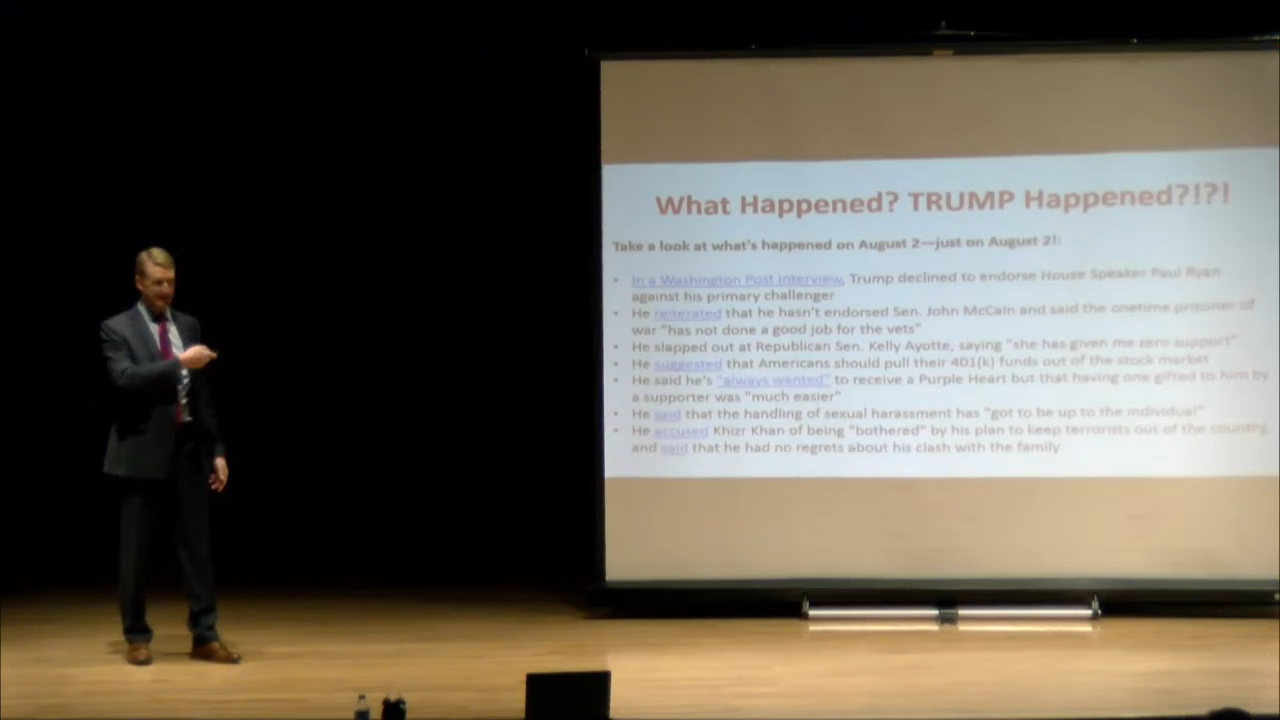 What Happened? TRUMP Happened?!?!
Take a look at what's happened on August 2—just on August 2!:
• In a Washington Post interview, Trump declined to endorse House Speaker Paul Ryan
against his primary challenger
• He reiterated that he hasn't endorsed Sen. John McCain and said the onetime prisoner of
war "has not done a good job for the vets"
• He slapped out at Republican Sen. Kelly Ayotte, saying "she has given me zero support"
• He suggested that Americans should pull their 401(k) funds out of the stock market
• He said he's "always wanted" to receive a Purple Heart but that having one gifted to him by
a supporter was "much easier"
• He said that the handling of sexual harassment has "got to be up to the individual"
• He accused Khizr Khan of being "bothered" by his plan to keep terrorists out of the country,
and said that he had no regrets about his clash with the family